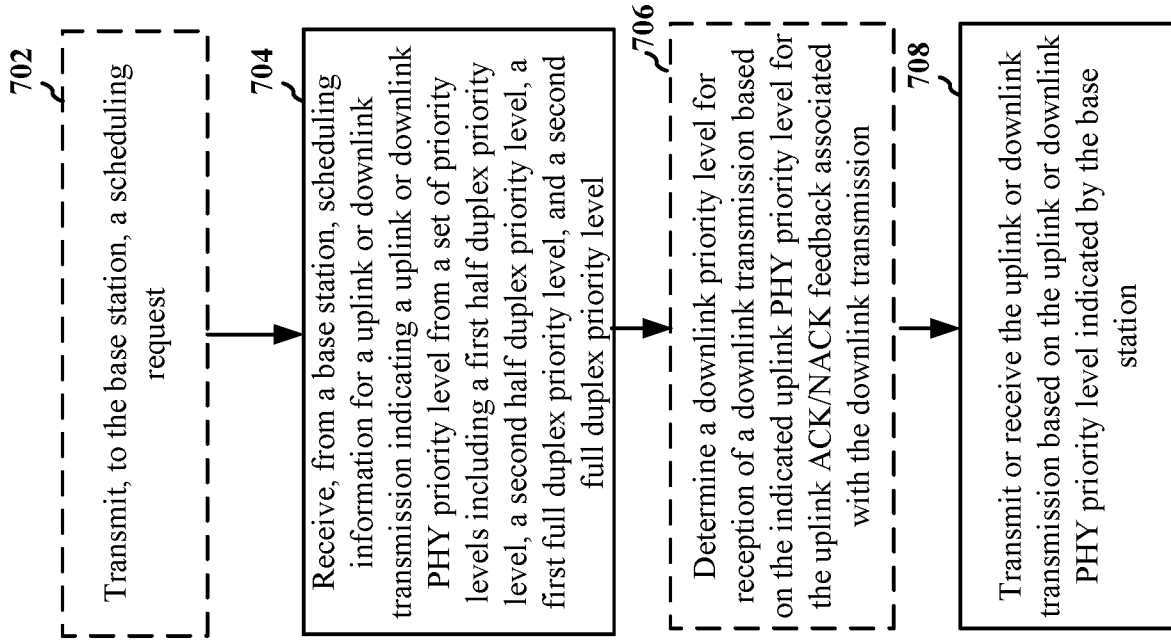 702
Transmit, to the base station, a scheduling
request
704
Receive, from a base station, scheduling
information for a uplink or downlink
transmission indicating a uplink or downlink
PHY priority level from a set of priority
levels including a first half duplex priority
level, a second half duplex priority level, a
first full duplex priority level, and a second
full duplex priority level
706
Determine a downlink priority level for
reception of a downlink transmission based
on the indicated uplink PHY priority level for
the uplink ACK/NACK feedback associated
with the downlink transmission
708
Transmit or receive the uplink or downlink
transmission based on the uplink or downlink
PHY priority level indicated by the base
station